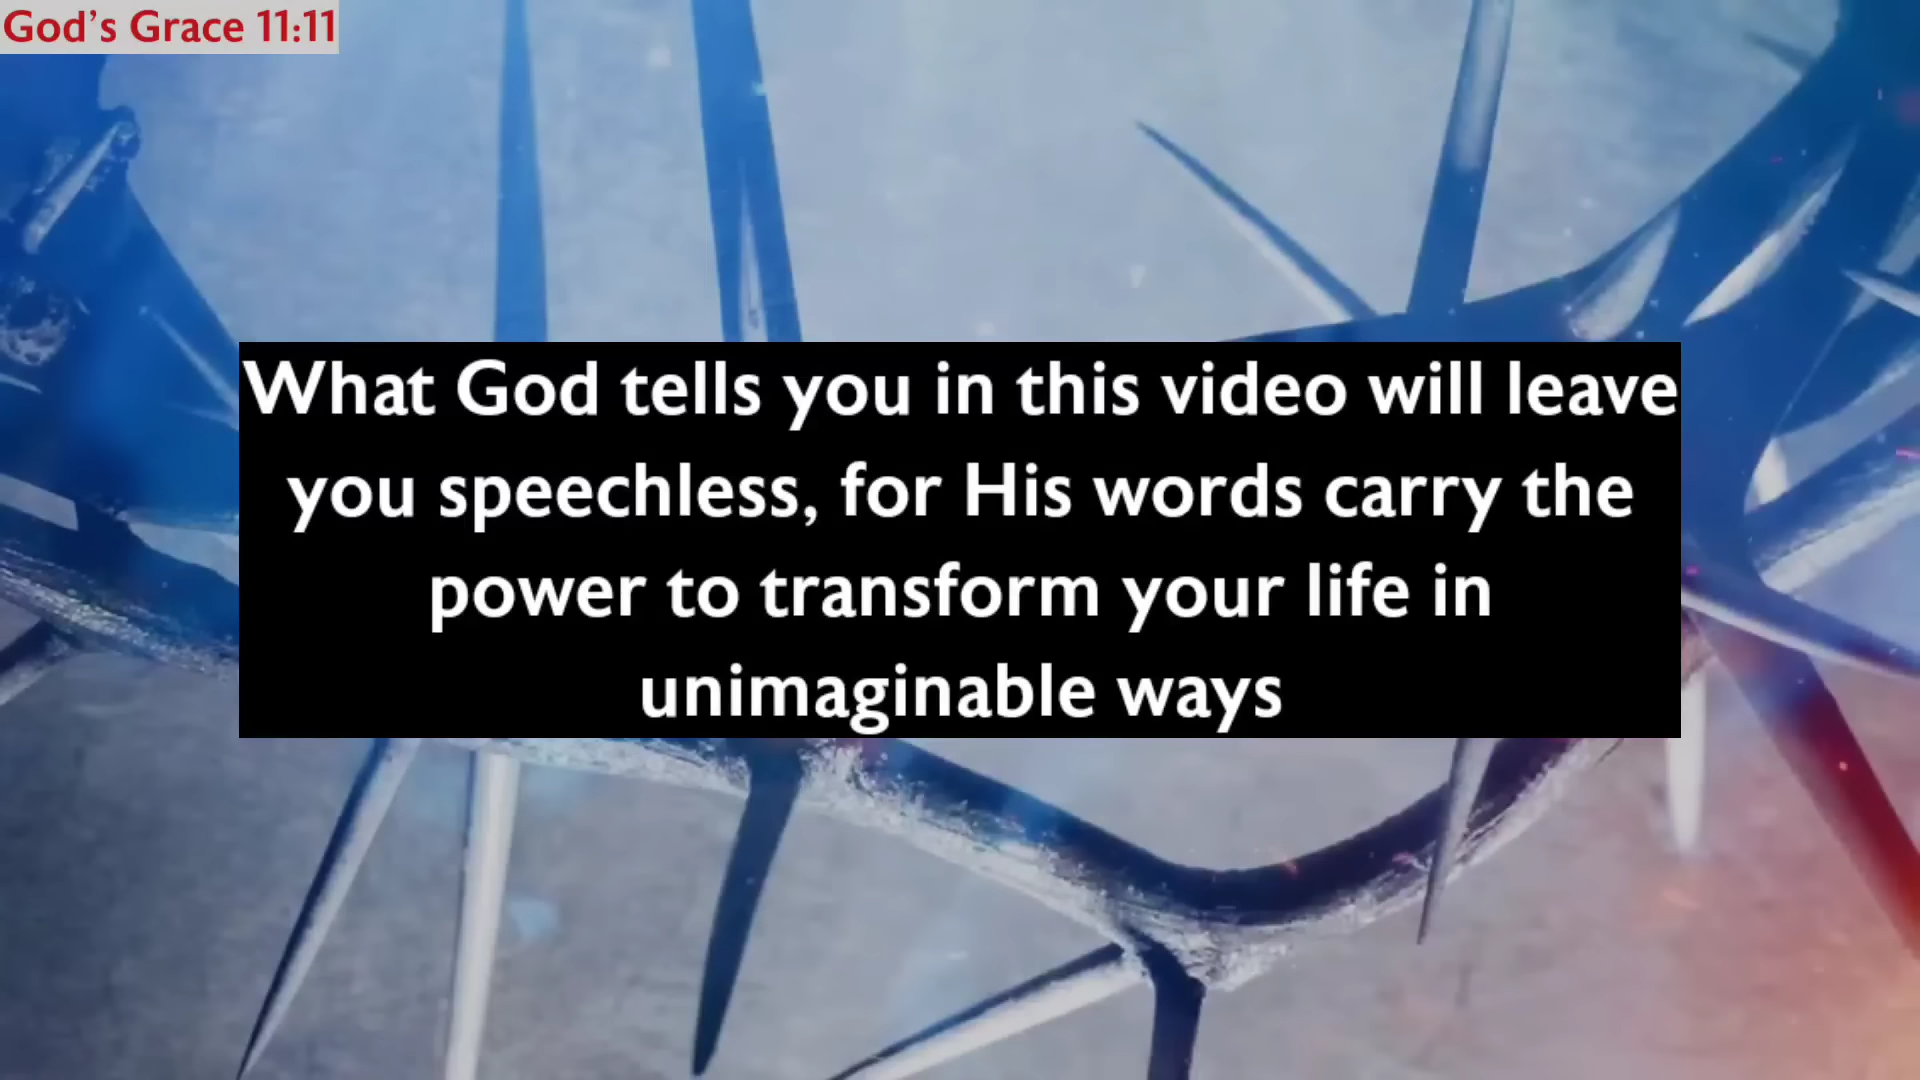 God's Grace 11:11
What God tells you in this video will leave
you speechless, for His words carry the
power to transform your life in
unimaginable ways